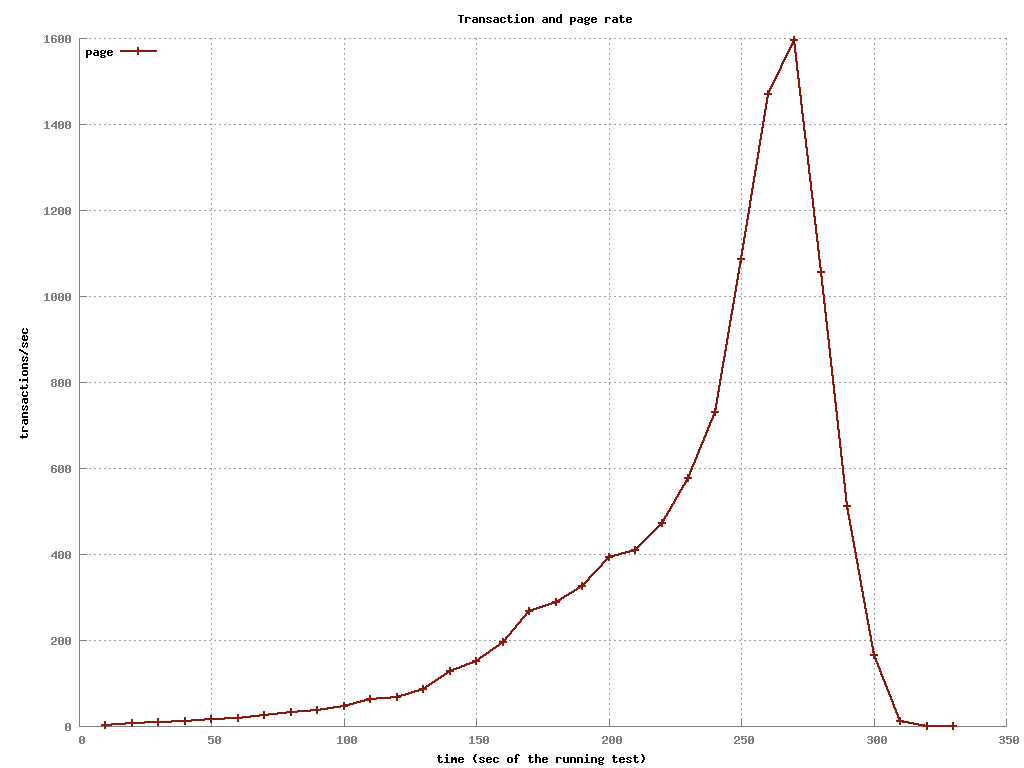 Transaction and page rate
page
1600
1400
1200
1000
800
600
400
200
0
transactions/sec
0 50 100 150 200 250 300 350
time (sec of the running test)